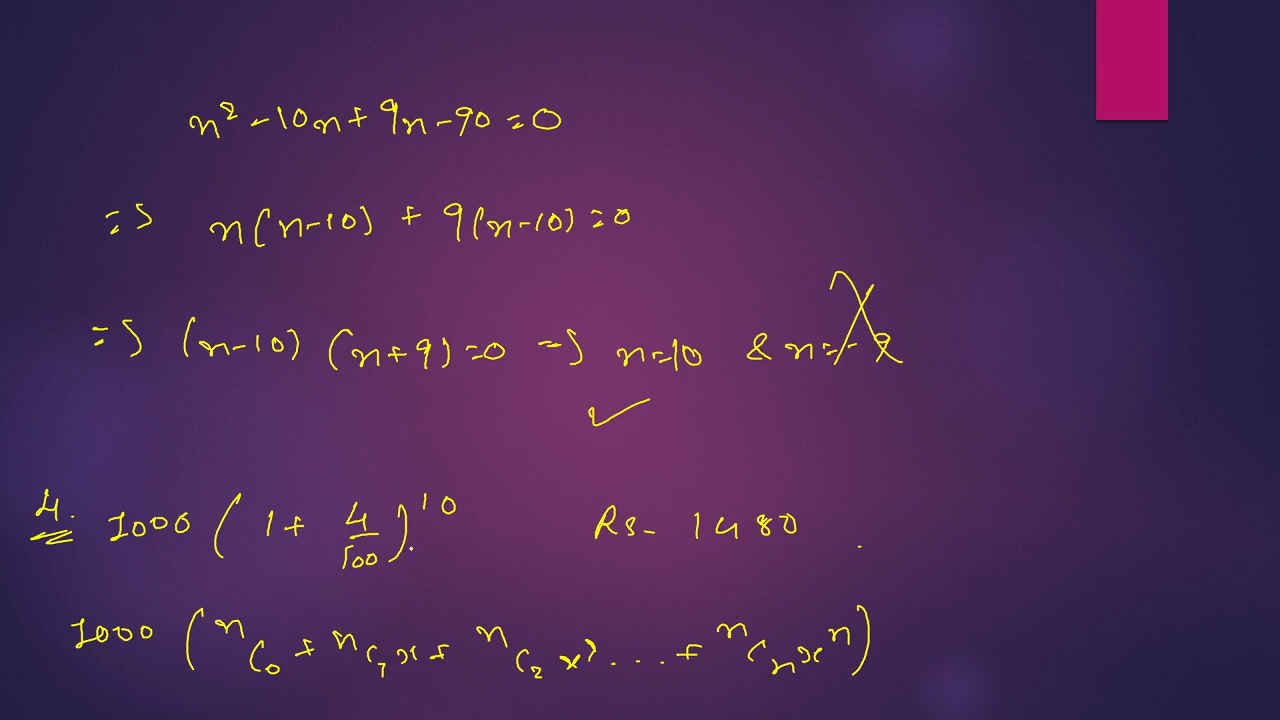 n² - 10n + 9n - 90 = 0
=> n(n-10) + 9(n-10) = 0
=> (n-10) (n+9) = 0 => n=10 & n=-9
✓
4. 1000 (1 + 4/100)¹⁰ Rs- 1480
1000 (ⁿC₀ + ⁿC₁x + ⁿC₂x² .... + ⁿCₙxⁿ)